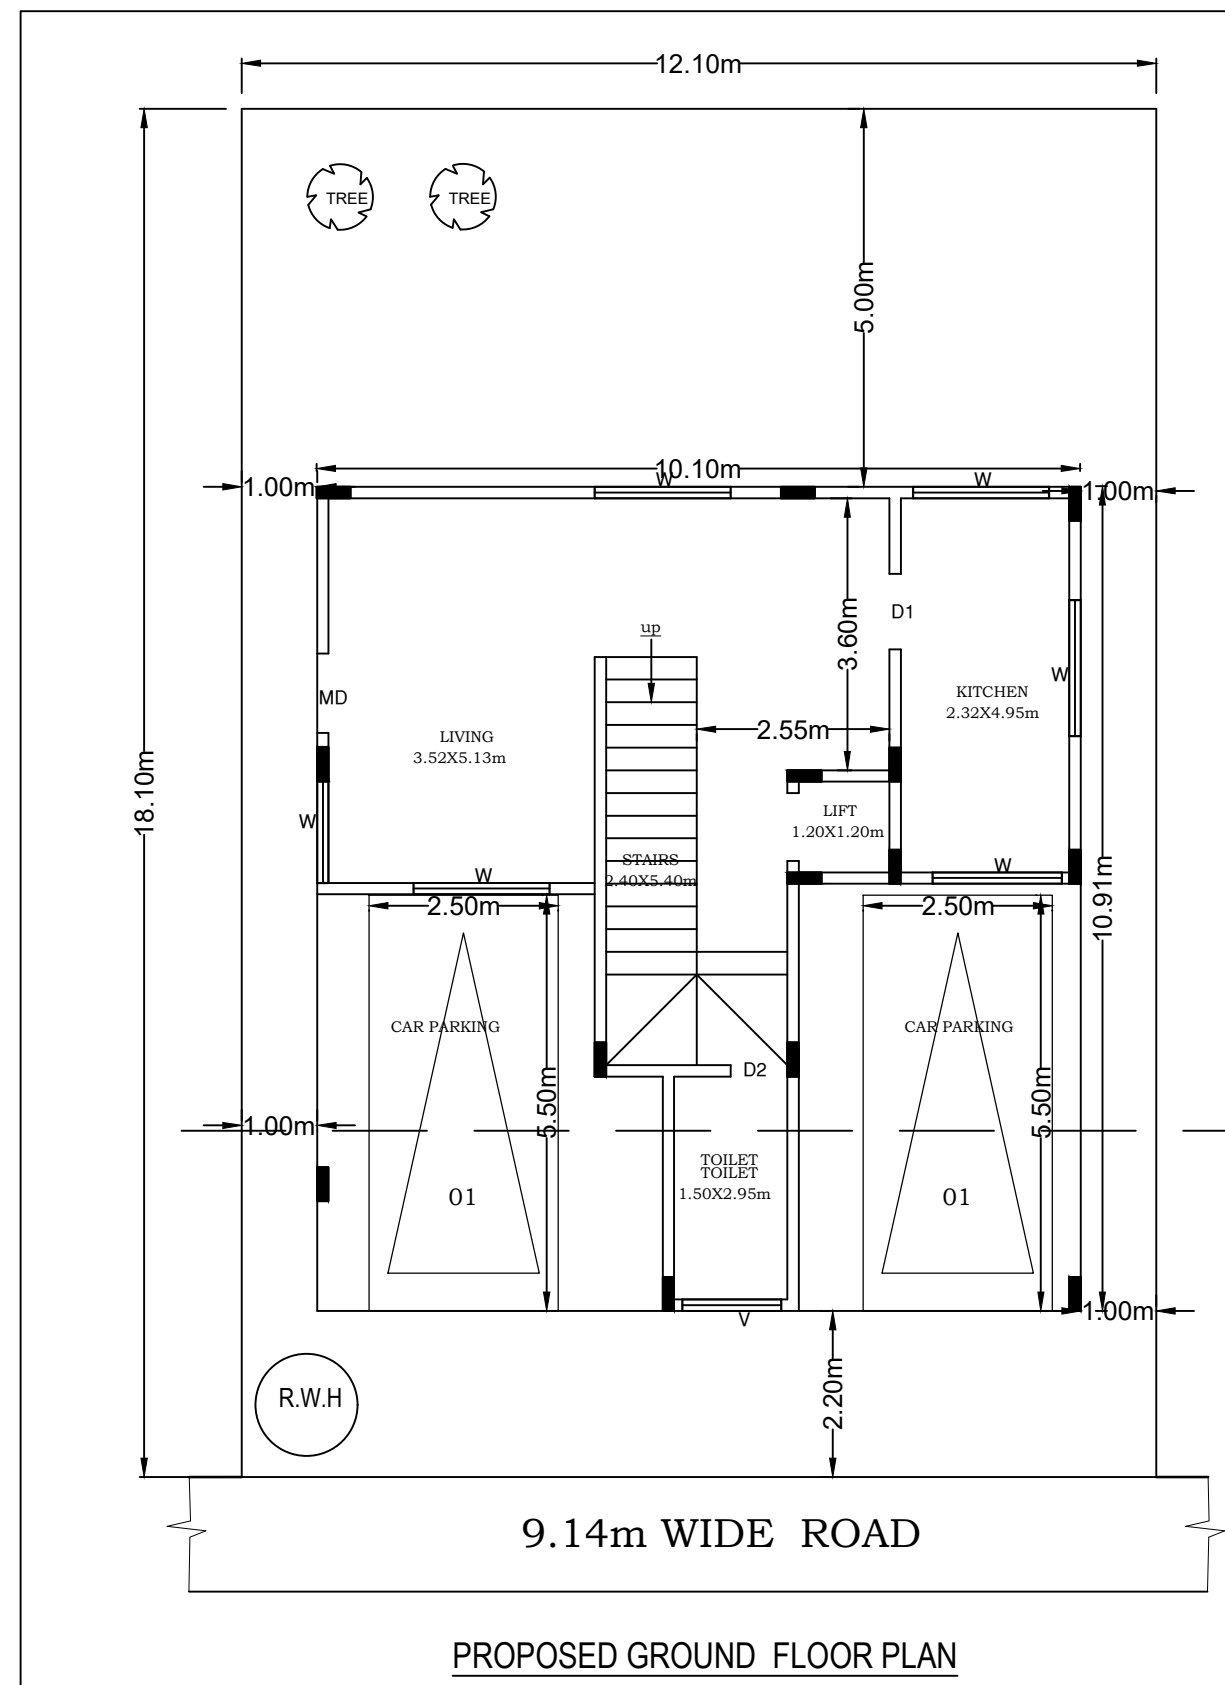 12.10m
TREE
TREE
5.00m
10.10m
1.00m
W
W
1.00m
3.60m
D1
up
W
KITCHEN
2.32X4.95m
MD
2.55m
LIVING
3.52X5.13m
18.10m
W
LIFT
1.20X1.20m
STAIRS
2.40X5.40m
W
W
2.50m
2.50m
10.91m
CAR PARKING
CAR PARKING
D2
5.50m
5.50m
1.00m
TOILET
TOILET
1.50X2.95m
01
01
V
1.00m
2.20m
R.W.H
9.14m WIDE ROAD
PROPOSED GROUND FLOOR PLAN